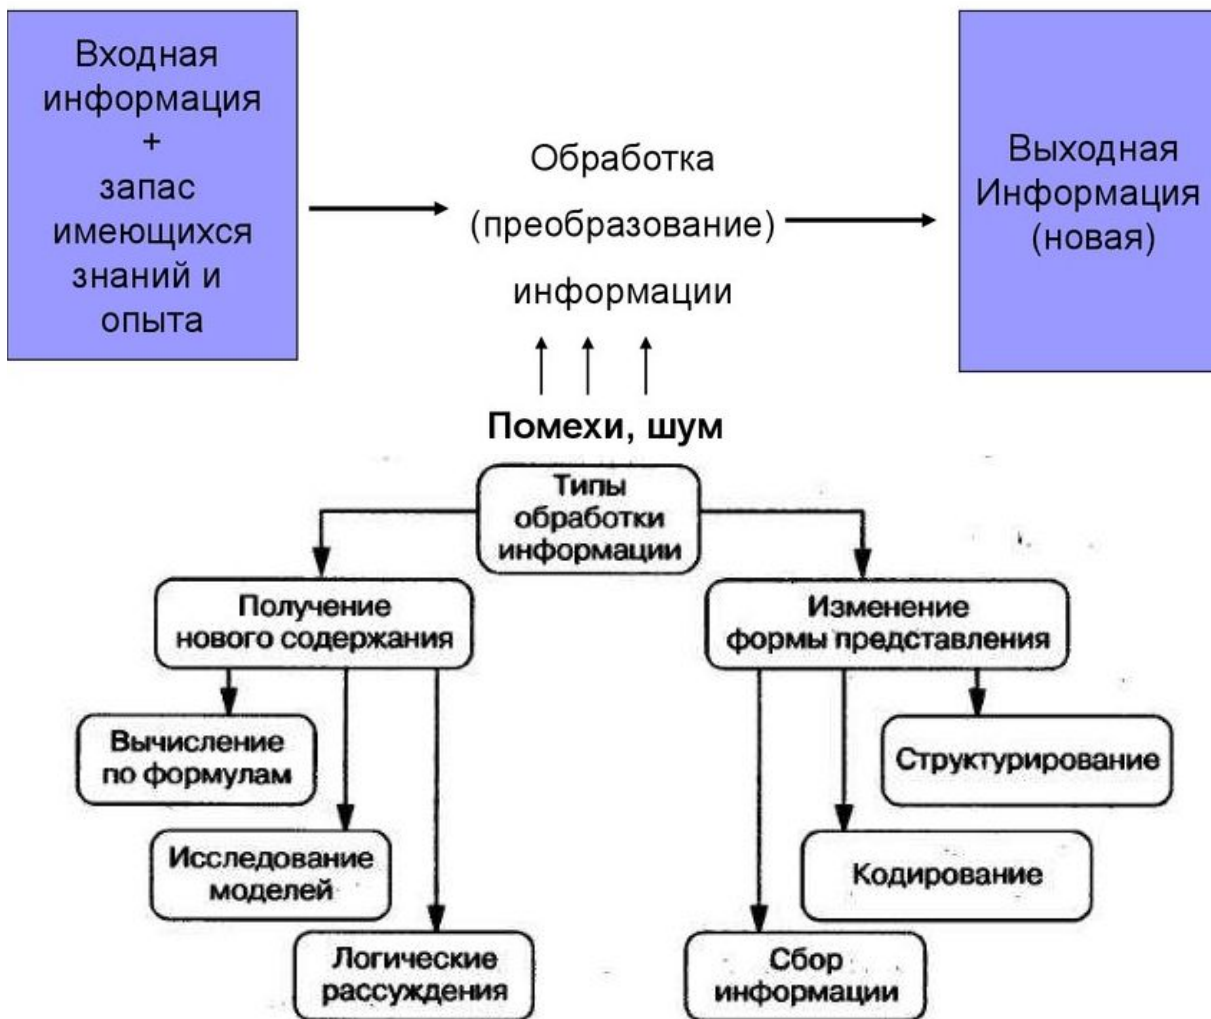 Входная
информация
+
запас
имеющихся
знаний и
опыта
Обработка
(преобразование)
информации
Выходная
Информация
(новая)
Помехи, шум
Типы
обработки
информации
Получение
нового содержания
Изменение
формы представления
Вычисление
по формулам
Структурирование
Исследование
моделей
Кодирование
Логические
рассуждения
Сбор
информации